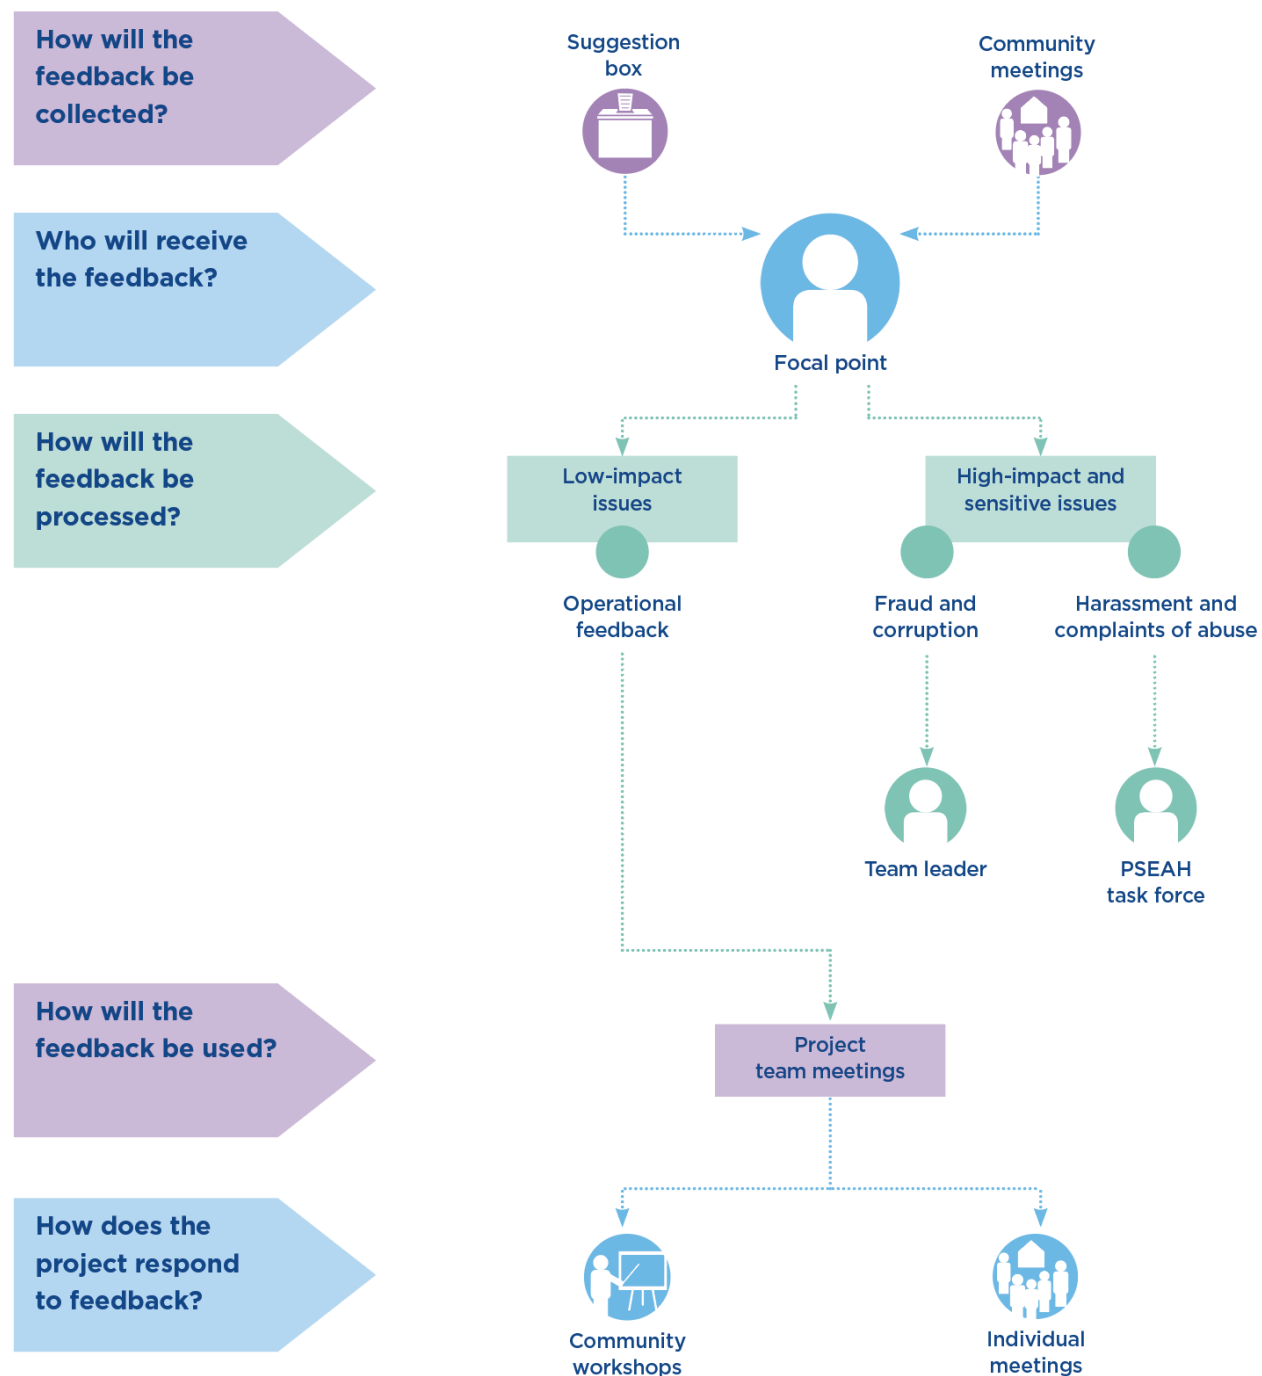 How will the
feedback be
collected?
Suggestion
box
Community
meetings
Who will receive
the feedback?
Focal point
How will the
feedback be
processed?
Low-impact
issues
High-impact and
sensitive issues
Operational
feedback
Fraud and
corruption
Harassment and
complaints of abuse
Team leader
PSEAH
task force
How will the
feedback be used?
Project
team meetings
How does the
project respond
to feedback?
Community
workshops
Individual
meetings